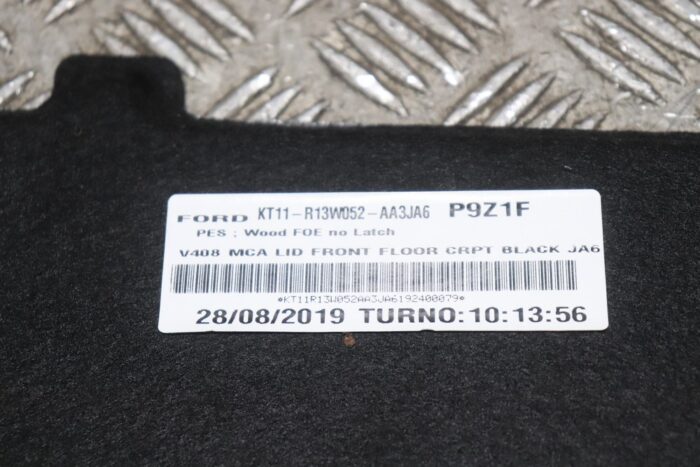 FORD KT11-R13W052-AA3JA6 P9Z1F
PES ; Wood FOE no Latch
V408 MCA LID FRONT FLOOR CRPT BLACK JA6
*KT11R13W052AA3JA6192400079*
28/08/2019 TURNO:10:13:56